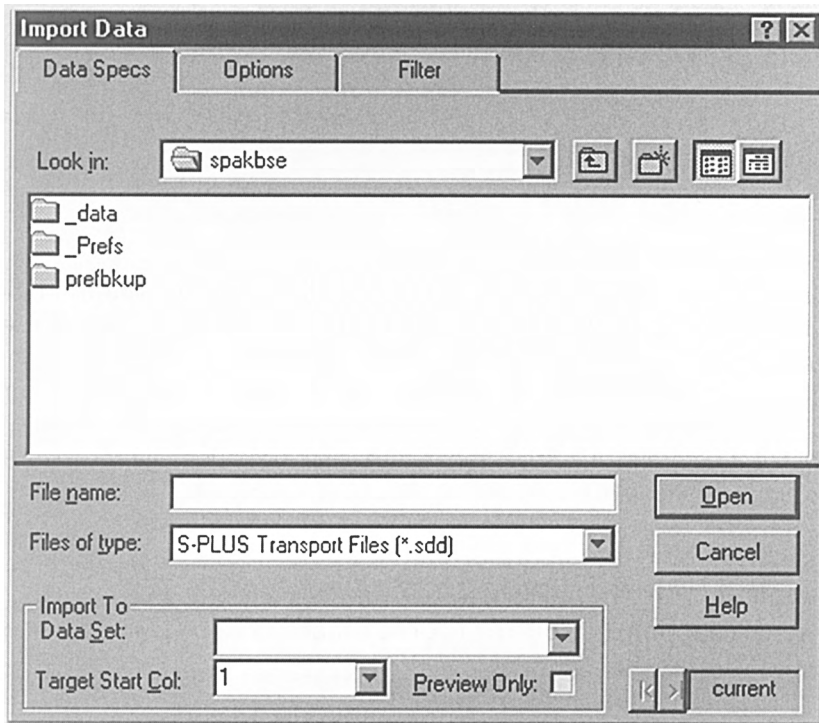 Import Data
Data Specs Options Filter
Look in: spakbse
_data
_Prefs
prefbkup
File name:
Open
Files of type: S-PLUS Transport Files (*.sdd)
Cancel
Import To
Help
Data Set:
Target Start Col: 1 Preview Only:
current